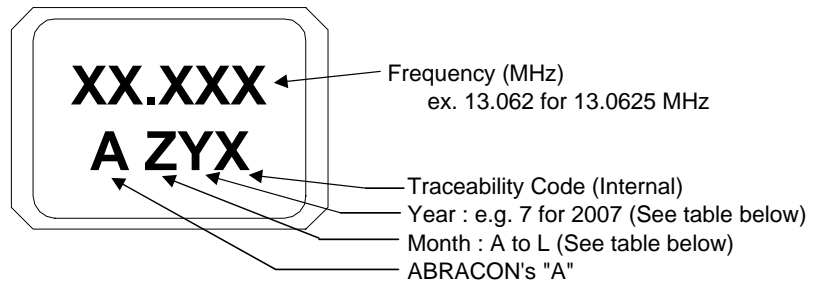 XX.XXX
A ZYX
Frequency (MHz)
ex. 13.062 for 13.0625 MHz
Traceability Code (Internal)
Year : e.g. 7 for 2007 (See table below)
Month : A to L (See table below)
ABRACON's "A"